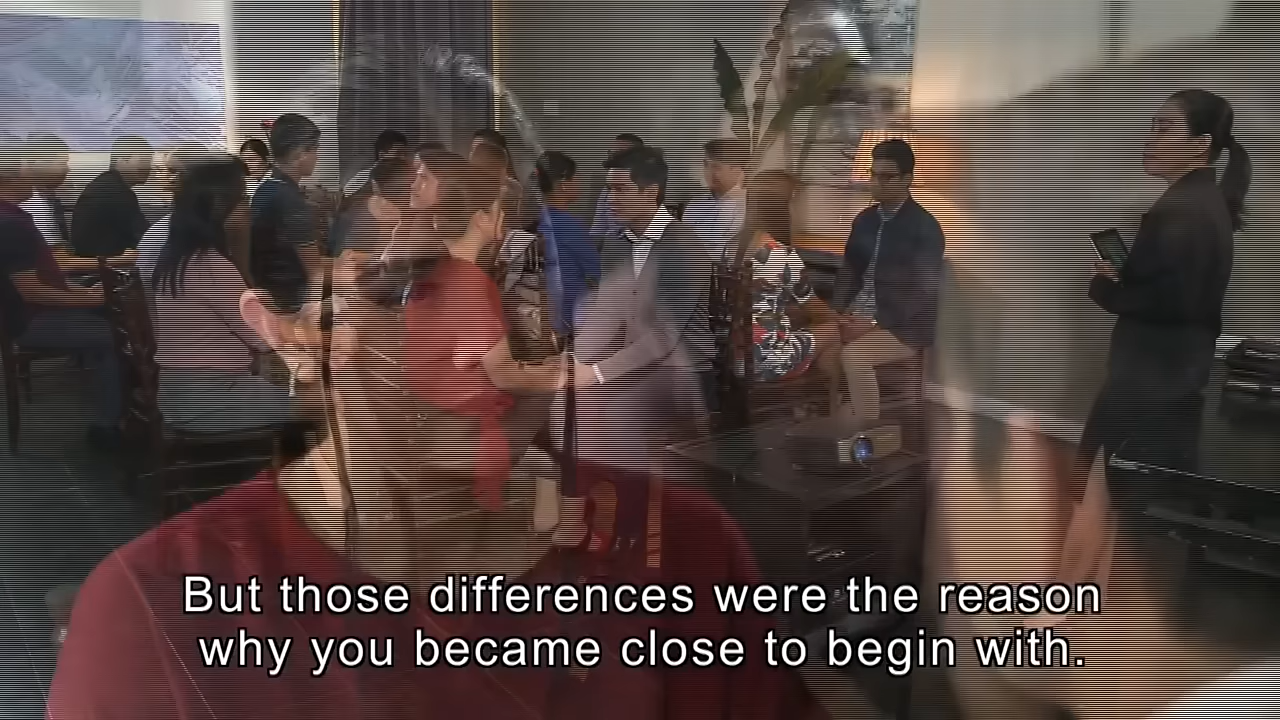 But those differences were the reason
why you became close to begin with.